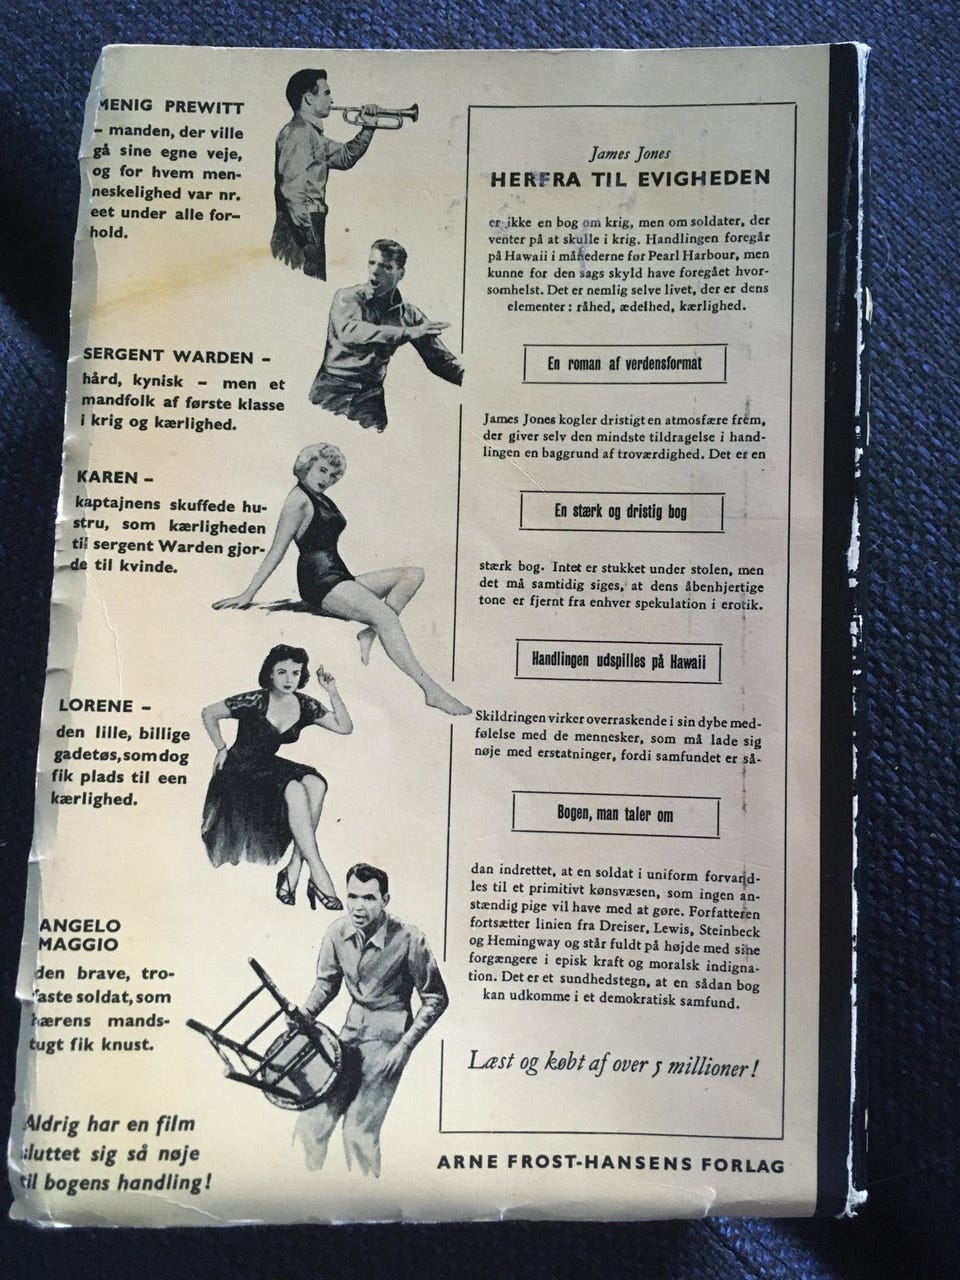 MENIG PREWITT
– manden, der ville
gå sine egne veje,
og for hvem men-
neskelighed var nr.
eet under alle for-
hold.
SERGENT WARDEN –
hård, kynisk – men et
mandfolk af første klasse
i krig og kærlighed.
KAREN –
kaptajnens skuffede hu-
stru, som kærligheden
til sergent Warden gjor-
de til kvinde.
LORENE –
den lille, billige
gadetøs, som dog
fik plads til een
kærlighed.
ANGELO
MAGGIO
den brave, tro-
faste soldat, som
hærens mands-
tugt fik knust.
Aldrig har en film
sluttet sig så nøje
til bogens handling!
James Jones
HERFRA TIL EVIGHEDEN
er ikke en bog om krig, men om soldater, der
venter på at skulle i krig. Handlingen foregår
på Hawaii i månederne før Pearl Harbour, men
kunne for den sags skyld have foregået hvor-
somhelst. Det er nemlig selve livet, der er dens
elementer: råhed, ædelhed, kærlighed.
En roman af verdensformat
James Jones kogler dristigt en atmosfære frem,
der giver selv den mindste tildragelse i hand-
lingen en baggrund af troværdighed. Det er en
En stærk og dristig bog
stærk bog. Intet er stukket under stolen, men
det må samtidig siges, at dens åbenhjertige
tone er fjernt fra enhver spekulation i erotik.
Handlingen udspilles på Hawaii
Skildringen virker overraskende i sin dybe med-
følelse med de mennesker, som må lade sig
nøje med erstatninger, fordi samfundet er så-
Bogen, man taler om
dan indrettet, at en soldat i uniform forvand-
les til et primitivt kønsvæsen, som ingen an-
stændig pige vil have med at gøre. Forfatteren
fortsætter linien fra Dreiser, Lewis, Steinbeck
og Hemingway og står fuldt på højde med sine
forgængere i episk kraft og moralsk indigna-
tion. Det er et sundhedstegn, at en sådan bog
kan udkomme i et demokratisk samfund.
Læst og købt af over 5 millioner!
ARNE FROST-HANSENS FORLAG